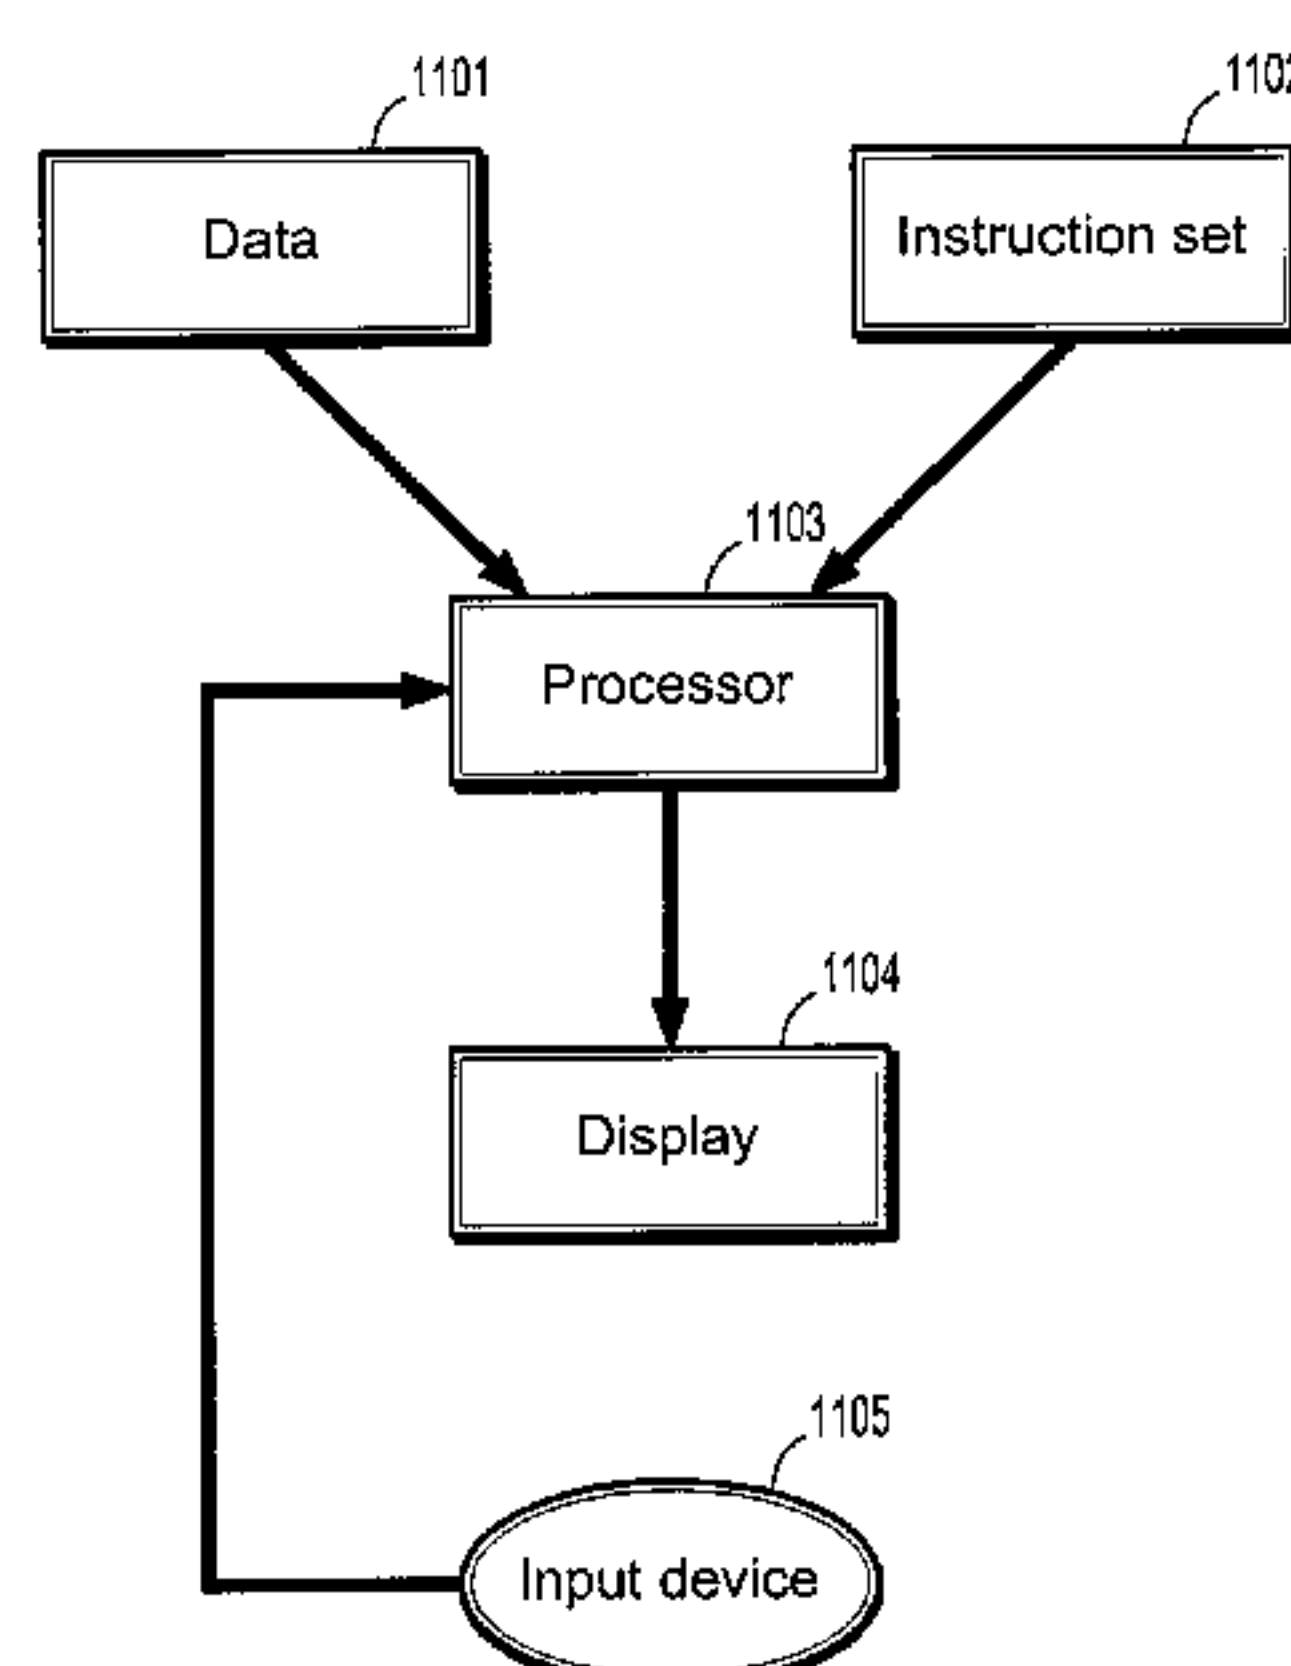 1101
1102
Data
Instruction set
1103
Processor
1104
Display
1105
Input device